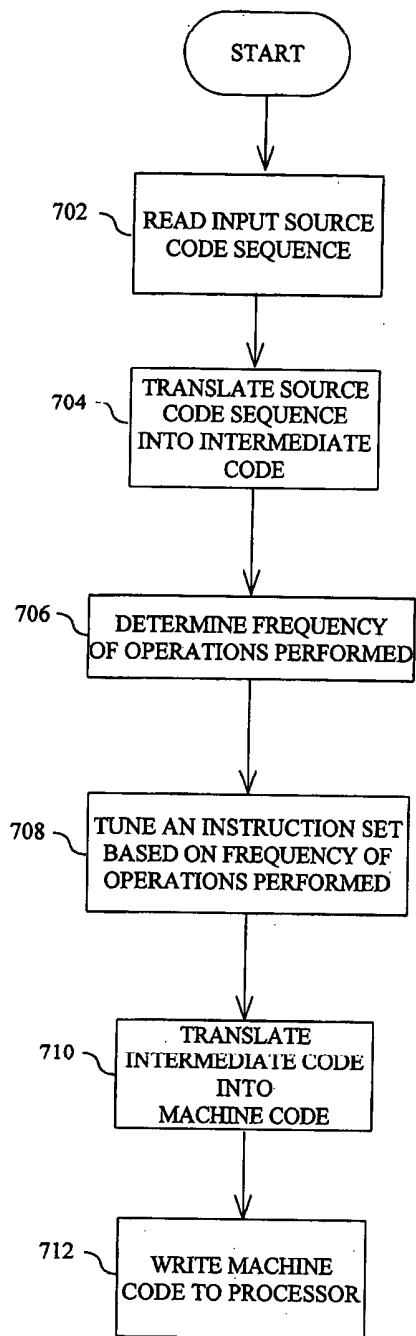 START
702
READ INPUT SOURCE
CODE SEQUENCE
704
TRANSLATE SOURCE
CODE SEQUENCE
INTO INTERMEDIATE
CODE
706
DETERMINE FREQUENCY
OF OPERATIONS PERFORMED
708
TUNE AN INSTRUCTION SET
BASED ON FREQUENCY OF
OPERATIONS PERFORMED
710
TRANSLATE
INTERMEDIATE CODE
INTO
MACHINE CODE
712
WRITE MACHINE
CODE TO PROCESSOR